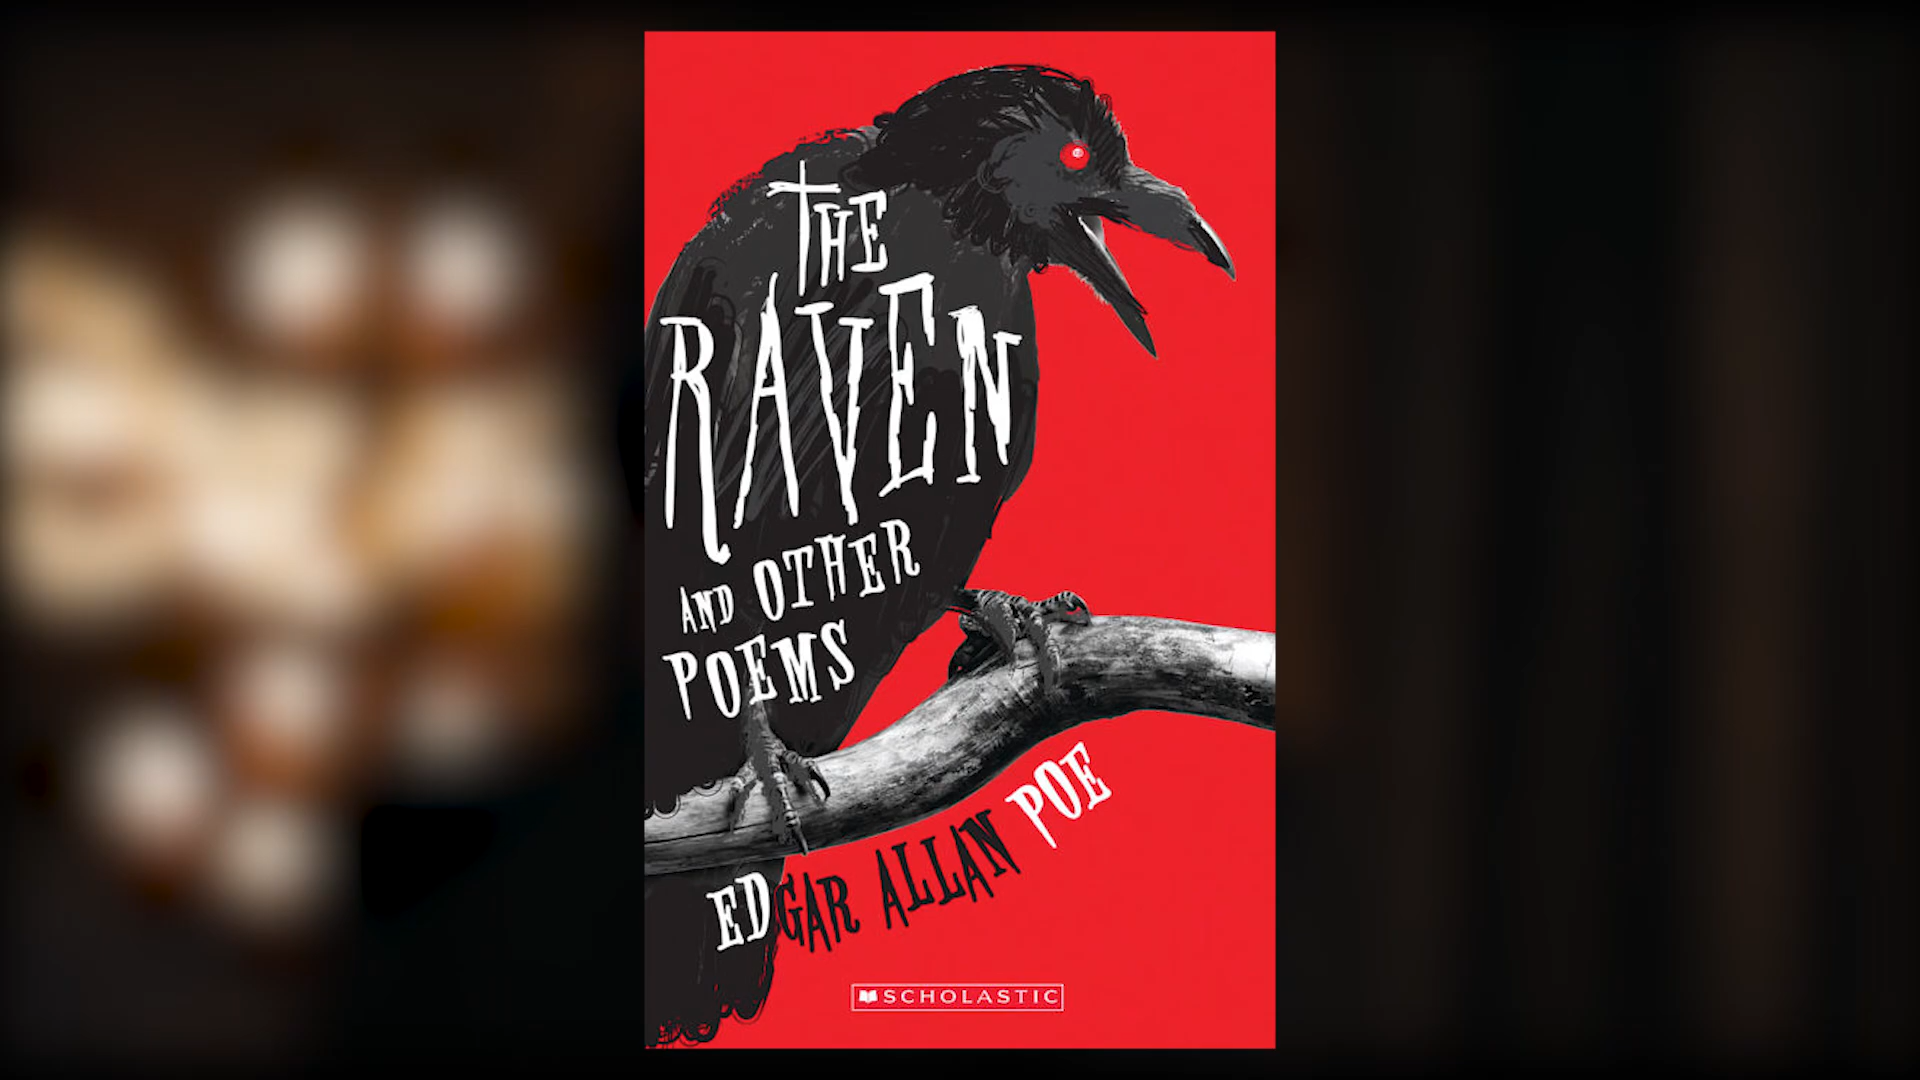 THE
RAVEN
AND OTHER
POEMS
EDGAR ALLAN POE
SCHOLASTIC